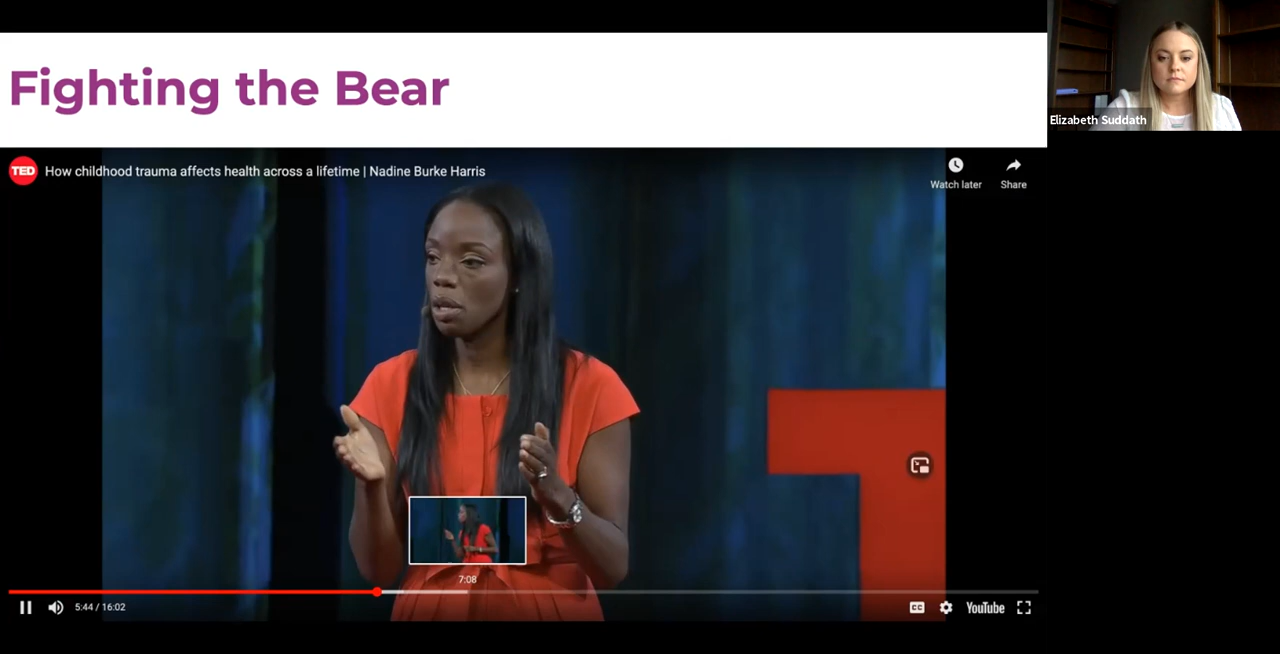 Fighting the Bear
Elizabeth Suddath
TED
How childhood trauma affects health across a lifetime | Nadine Burke Harris
Watch later
Share
7:08
5:44 / 16:02
CC
YouTube